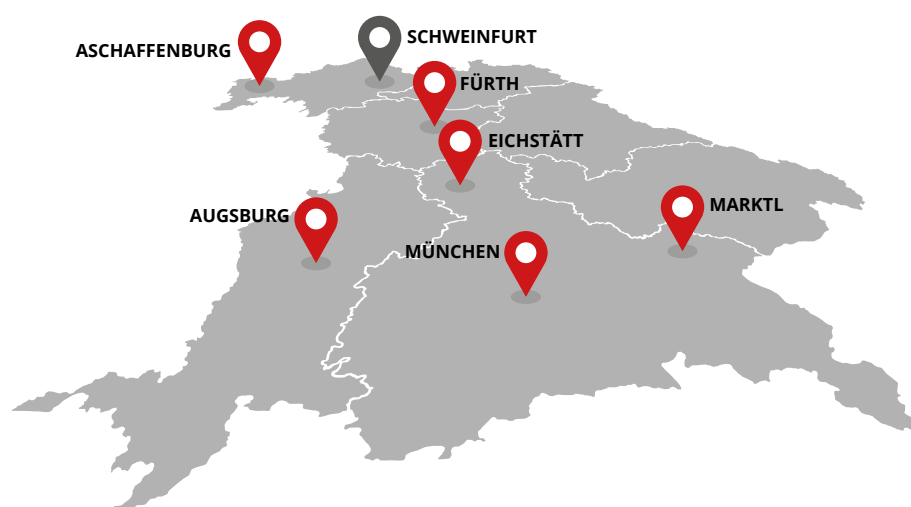 SCHWEINFURT
ASCHAFFENBURG
FÜRTH
EICHSTÄTT
MARKTL
AUGSBURG
MÜNCHEN